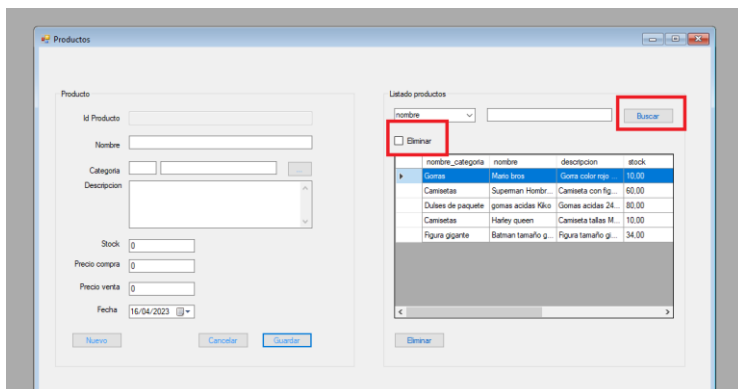 Productos
Producto
Id Producto
Nombre
Categoria
...
Descripcion
Stock 0
Precio compra 0
Precio venta 0
Fecha 16/04/2023
Nuevo Cancelar Guardar
Listado productos
nombre Buscar
Eliminar
nombre_categoria nombre descripcion stock
Gorras Mario bros Gorra color rojo ... 10,00
Camisetas Superman Hombr... Camiseta con fig... 60,00
Dulses de paquete gomas acidas Kiko Gomas acidas 24... 80,00
Camisetas Harley queen Camiseta tallas M... 10,00
Figura gigante Batman tamaño g... Figura tamaño gi... 34,00
Eliminar